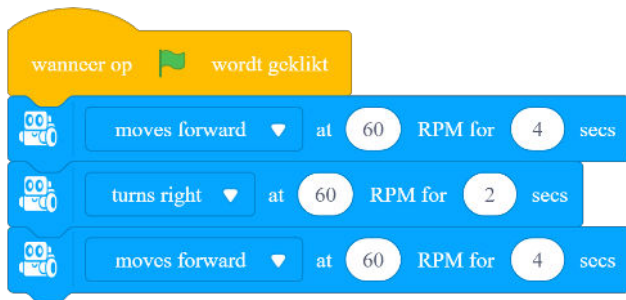 wanneer op wordt geklikt
moves forward at 60 RPM for 4 secs
turns right at 60 RPM for 2 secs
moves forward at 60 RPM for 4 secs